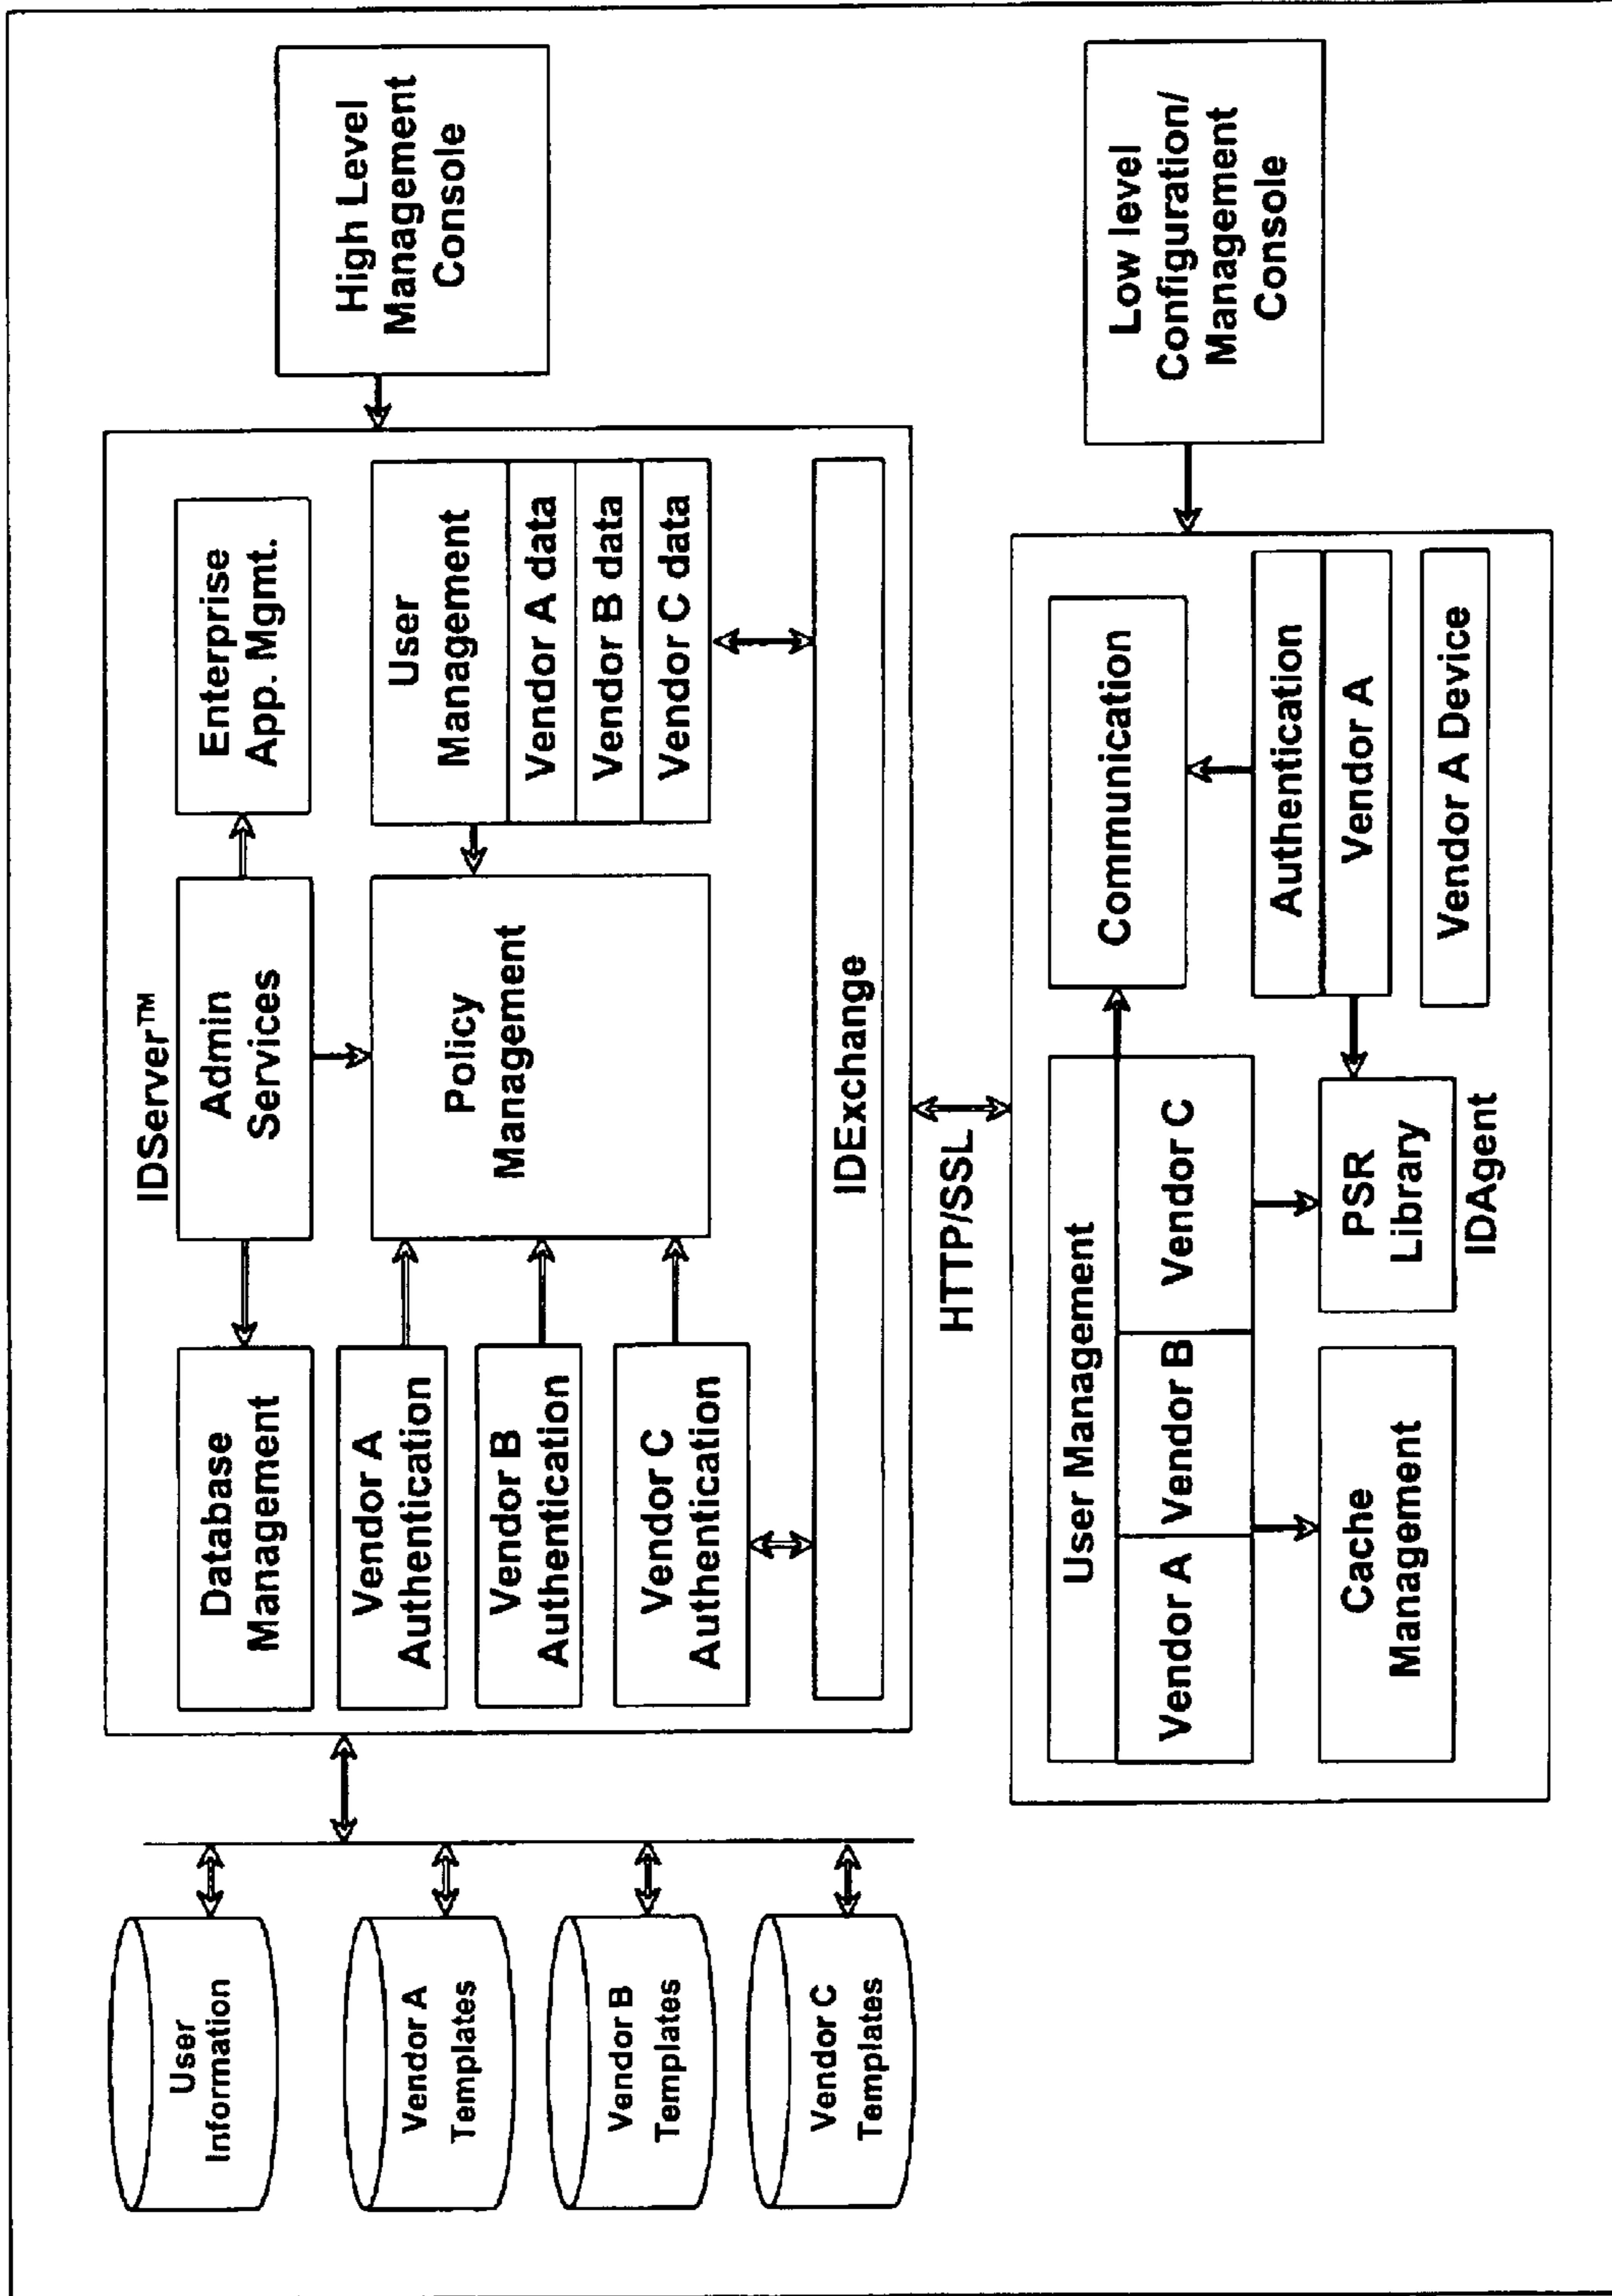 User
Information
Vendor A
Templates
Vendor B
Templates
Vendor C
Templates
IDServer™
Database
Management
Admin
Services
Enterprise
App. Mgmt.
Vendor A
Authentication
Vendor B
Authentication
Vendor C
Authentication
Policy
Management
User
Management
Vendor A data
Vendor B data
Vendor C data
IDExchange
High Level
Management
Console
HTTP/SSL
User Management
Vendor A
Vendor B
Vendor C
Communication
Authentication
Vendor A
Vendor A Device
Cache
Management
PSR
Library
IDAgent
Low level
Configuration/
Management
Console